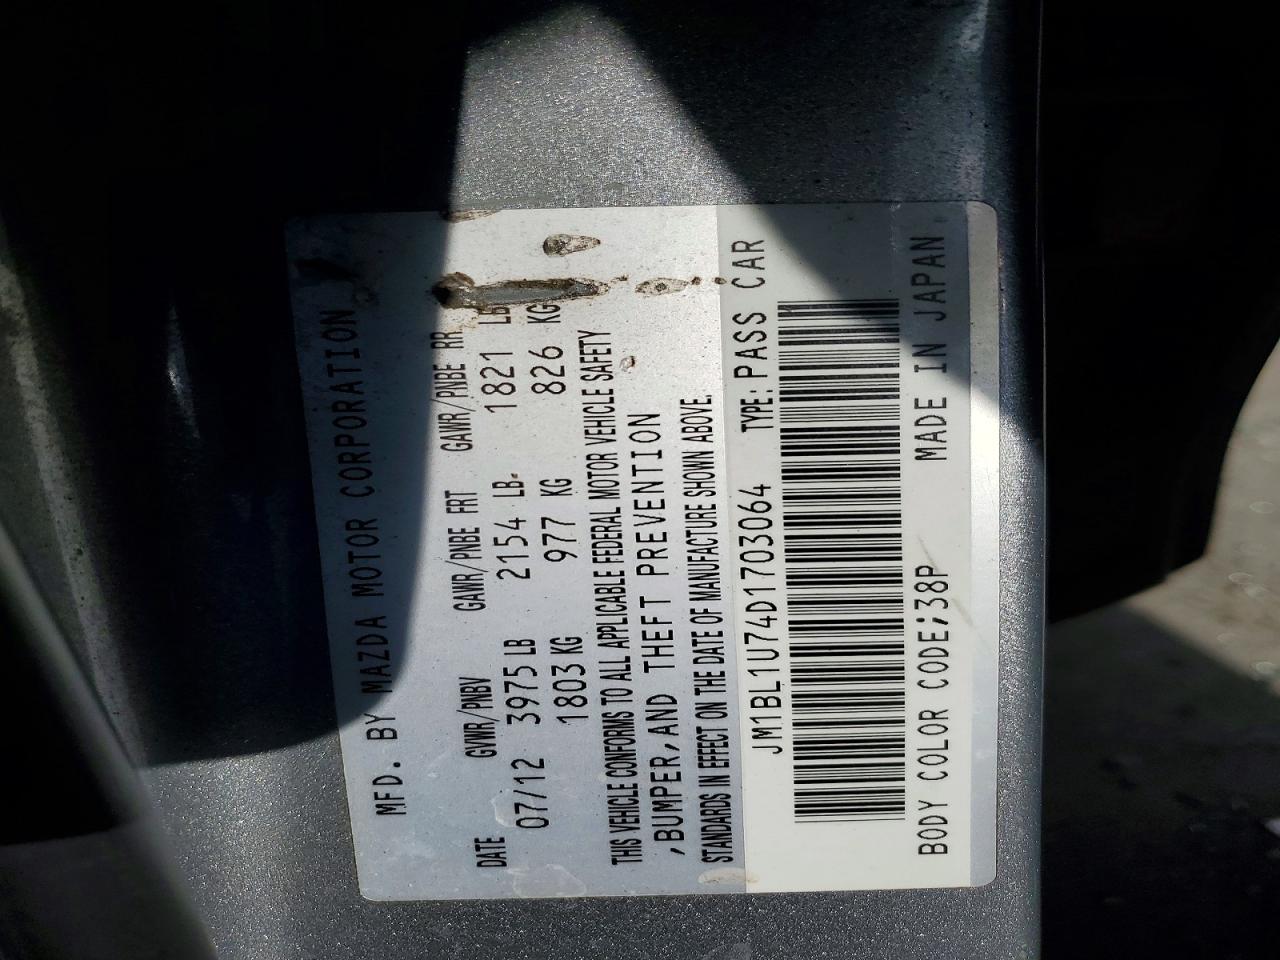 MFD. BY MAZDA MOTOR CORPORATION
DATE GVWR/PNBV GAWR/PNBE FRT GAWR/PNBE RR
07/12 3975 LB 2154 LB. 1821 LB
1803 KG 977 KG 826 KG
THIS VEHICLE CONFORMS TO ALL APPLICABLE FEDERAL MOTOR VEHICLE SAFETY
,BUMPER,AND THEFT PREVENTION
STANDARDS IN EFFECT ON THE DATE OF MANUFACTURE SHOWN ABOVE.
JM1BL1U74D1703064 TYPE: PASS CAR
BODY COLOR CODE;38P MADE IN JAPAN